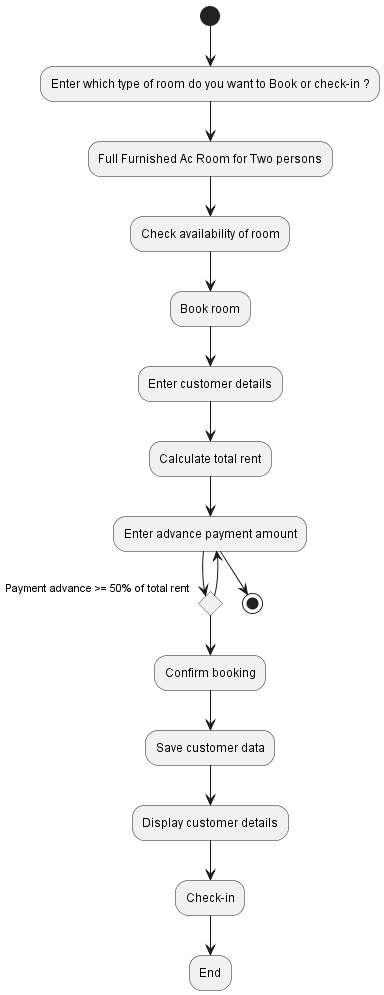 Enter which type of room do you want to Book or check-in ?
Full Furnished Ac Room for Two persons
Check availability of room
Book room
Enter customer details
Calculate total rent
Enter advance payment amount
Payment advance >= 50% of total rent
Confirm booking
Save customer data
Display customer details
Check-in
End